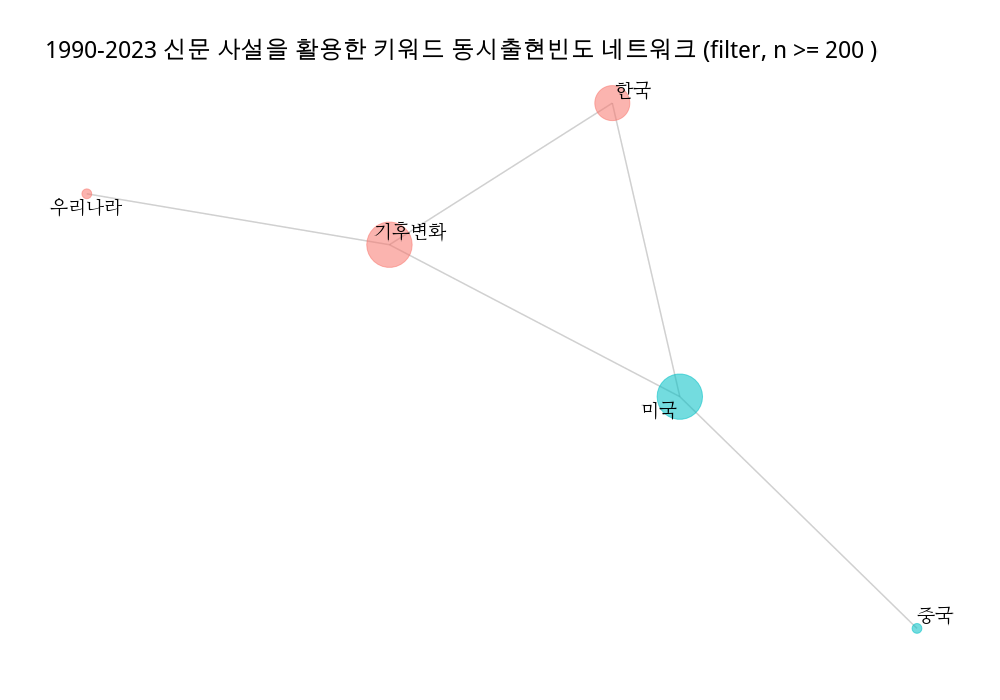 1990-2023 신문 사설을 활용한 키워드 동시출현빈도 네트워크 (filter, n >= 200 )
한국
우리나라
기후변화
미국
중국